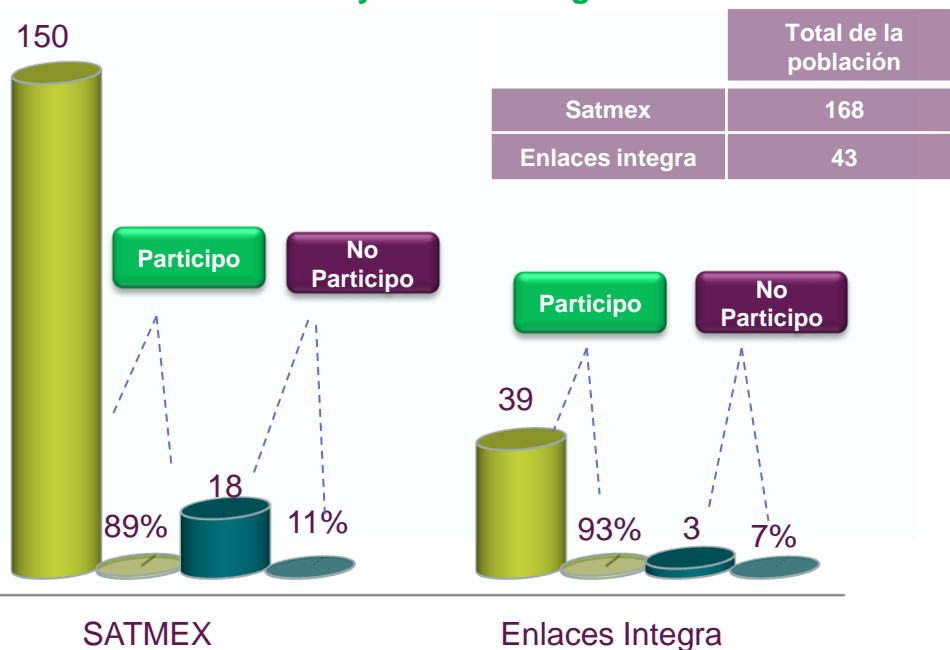 150
Total de la
población
Satmex 168
Enlaces integra 43
Participo
No
Participo
Participo
No
Participo
39
18
89%
11%
93%
3
7%
SATMEX
Enlaces Integra